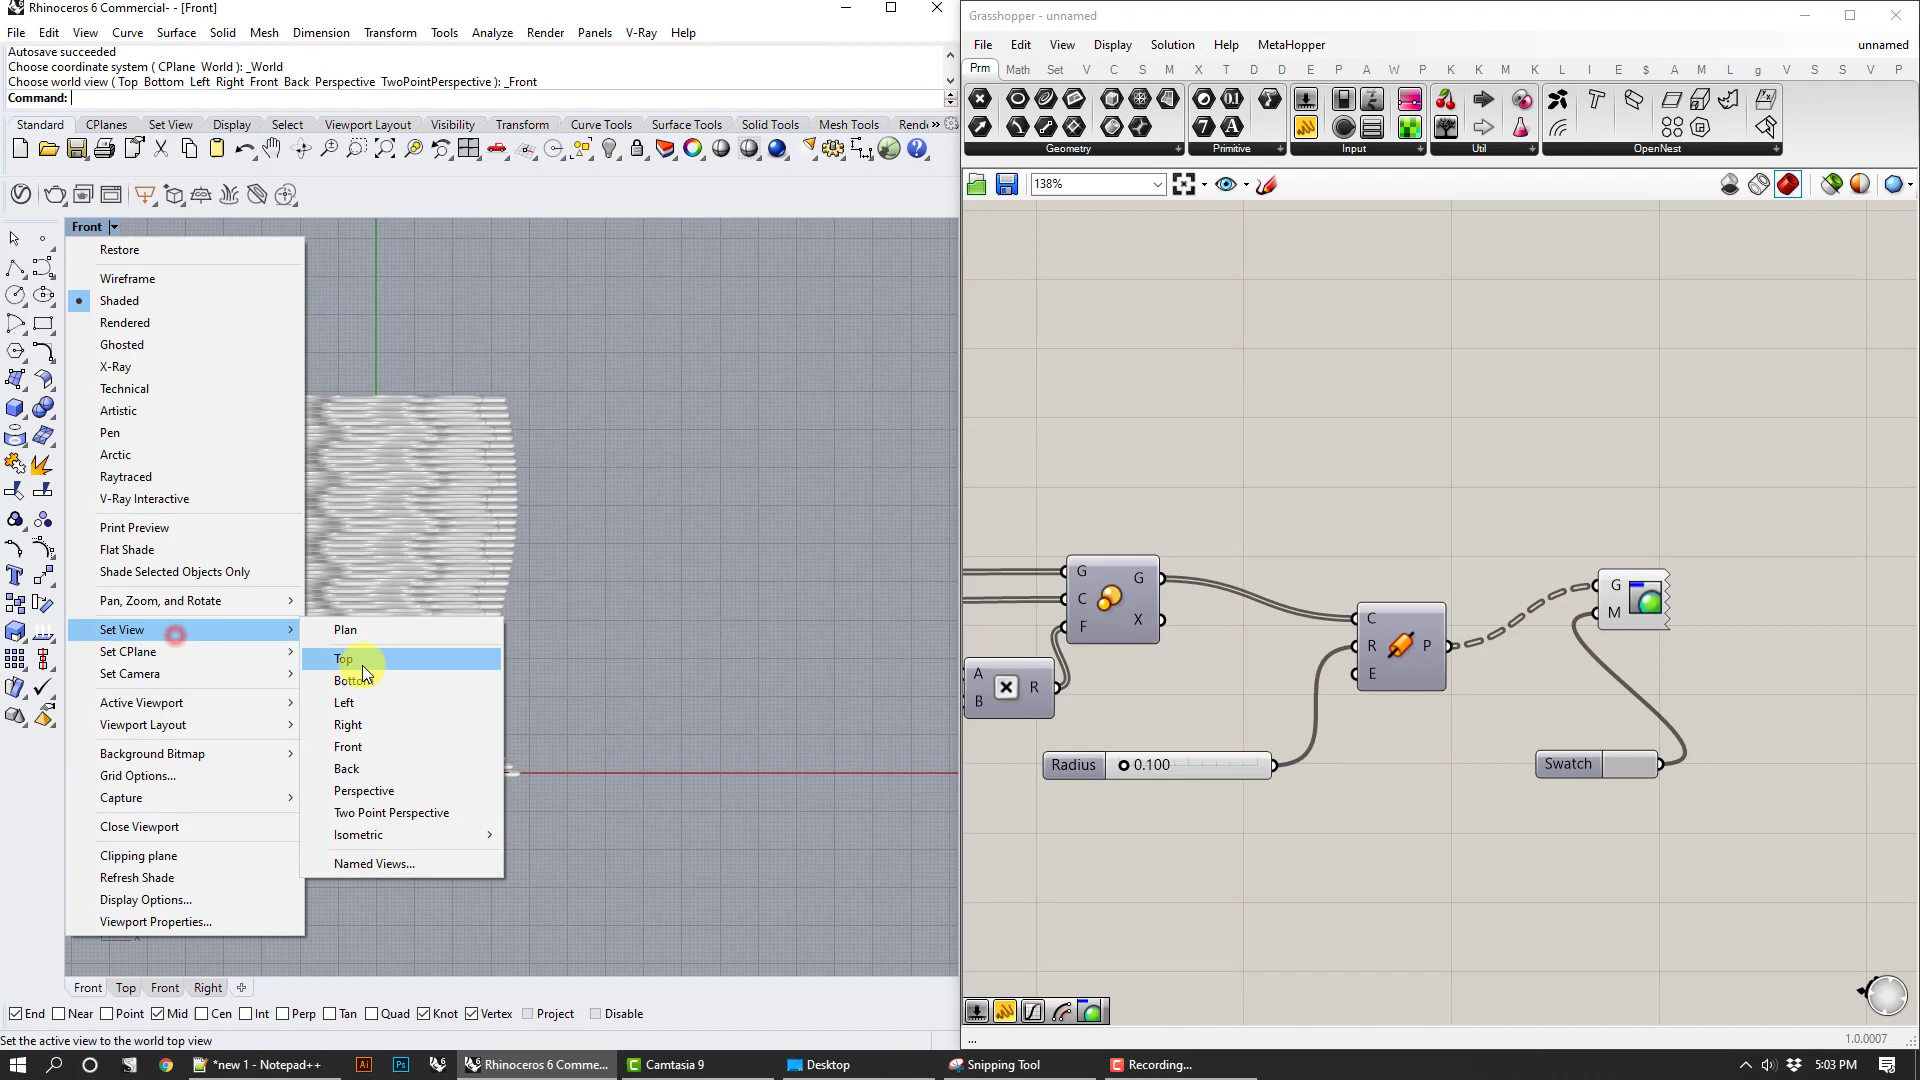 Rhinoceros 6 Commercial- - [Front]
File Edit View Curve Surface Solid Mesh Dimension Transform Tools Analyze Render Panels V-Ray Help
Autosave succeeded
Choose coordinate system ( CPlane World ): _World
Choose world view ( Top Bottom Left Right Front Back Perspective TwoPointPerspective ): _Front
Command:
Standard CPlanes Set View Display Select Viewport Layout Visibility Transform Curve Tools Surface Tools Solid Tools Mesh Tools Rende »
Front
Restore
Wireframe
Shaded
Rendered
Ghosted
X-Ray
Technical
Artistic
Pen
Arctic
Raytraced
V-Ray Interactive
Print Preview
Flat Shade
Shade Selected Objects Only
Pan, Zoom, and Rotate
Set View
Set CPlane
Set Camera
Active Viewport
Viewport Layout
Background Bitmap
Grid Options...
Capture
Close Viewport
Clipping plane
Refresh Shade
Display Options...
Viewport Properties...
Plan
Top
Bottom
Left
Right
Front
Back
Perspective
Two Point Perspective
Isometric
Named Views...
x
Front Top Front Right
End Near Point Mid Cen Int Perp Tan Quad Knot Vertex Project Disable
Set the active view to the world top view
Grasshopper - unnamed
File Edit View Display Solution Help MetaHopper unnamed
Prm Math Set V C S M X T D D E P A W P K K M K L I E $ A M L g V S S V P
Geometry Primitive Input Util OpenNest
138%
G C F G X
A B R
C R E P
G M
Radius 0.100
Swatch
... 1.0.0007
*new 1 - Notepad++ Rhinoceros 6 Comme... Camtasia 9 Desktop Snipping Tool Recording... 5:03 PM